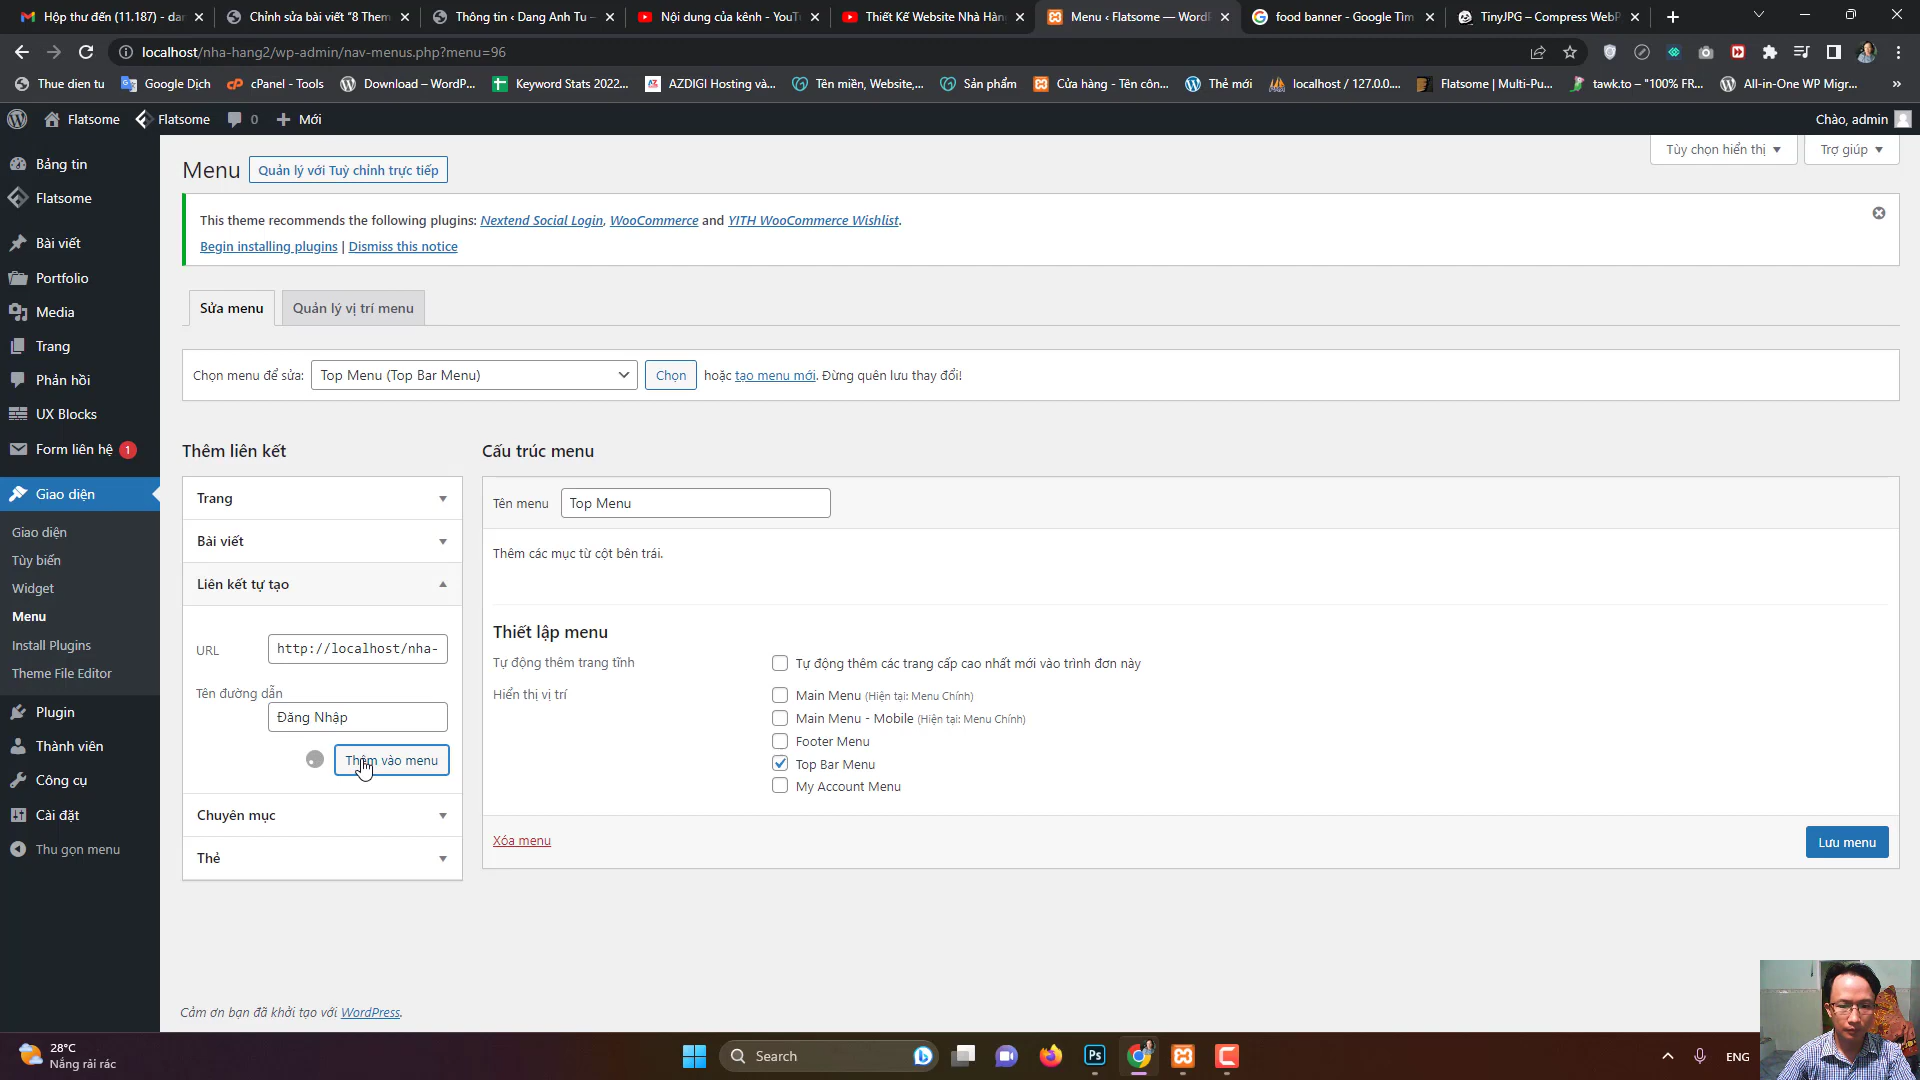 Hộp thư đến (11.187) - dan
Chỉnh sửa bài viết "8 Them
Thông tin ‹ Dang Anh Tu –
Nội dung của kênh - YouTu
Thiết Kế Website Nhà Hàn
Menu ‹ Flatsome — WordP
food banner - Google Tìm
TinyJPG – Compress WebP
localhost/nha-hang2/wp-admin/nav-menus.php?menu=96
Thue dien tu
Google Dịch
cPanel - Tools
Download – WordP...
Keyword Stats 2022...
AZDIGI Hosting và...
Tên miền, Website,...
Sản phẩm
Cửa hàng - Tên côn...
Thẻ mới
localhost / 127.0.0....
Flatsome | Multi-Pu...
tawk.to – "100% FR...
All-in-One WP Migr...
»
Flatsome
Flatsome
0
Mới
Chào, admin
Bảng tin
Flatsome
Bài viết
Portfolio
Media
Trang
Phản hồi
UX Blocks
Form liên hệ 1
Giao diện
Giao diện
Tùy biến
Widget
Menu
Install Plugins
Theme File Editor
Plugin
Thành viên
Công cụ
Cài đặt
Thu gọn menu
Tùy chọn hiển thị
Trợ giúp
Menu
Quản lý với Tuỳ chỉnh trực tiếp
This theme recommends the following plugins: Nextend Social Login, WooCommerce and YITH WooCommerce Wishlist.
Begin installing plugins | Dismiss this notice
Sửa menu
Quản lý vị trí menu
Chọn menu để sửa: Top Menu (Top Bar Menu) Chọn hoặc tạo menu mới. Đừng quên lưu thay đổi!
Thêm liên kết
Trang
Bài viết
Liên kết tự tạo
URL http://localhost/nha-
Tên đường dẫn
Đăng Nhập
Thêm vào menu
Chuyên mục
Thẻ
Cấu trúc menu
Tên menu Top Menu
Thêm các mục từ cột bên trái.
Thiết lập menu
Tự động thêm trang tĩnh
Tự động thêm các trang cấp cao nhất mới vào trình đơn này
Hiển thị vị trí
Main Menu (Hiện tại: Menu Chính)
Main Menu - Mobile (Hiện tại: Menu Chính)
Footer Menu
Top Bar Menu
My Account Menu
Xóa menu
Lưu menu
Cảm ơn bạn đã khởi tạo với WordPress.
28°C
Nắng rải rác
Search
Ps
ENG